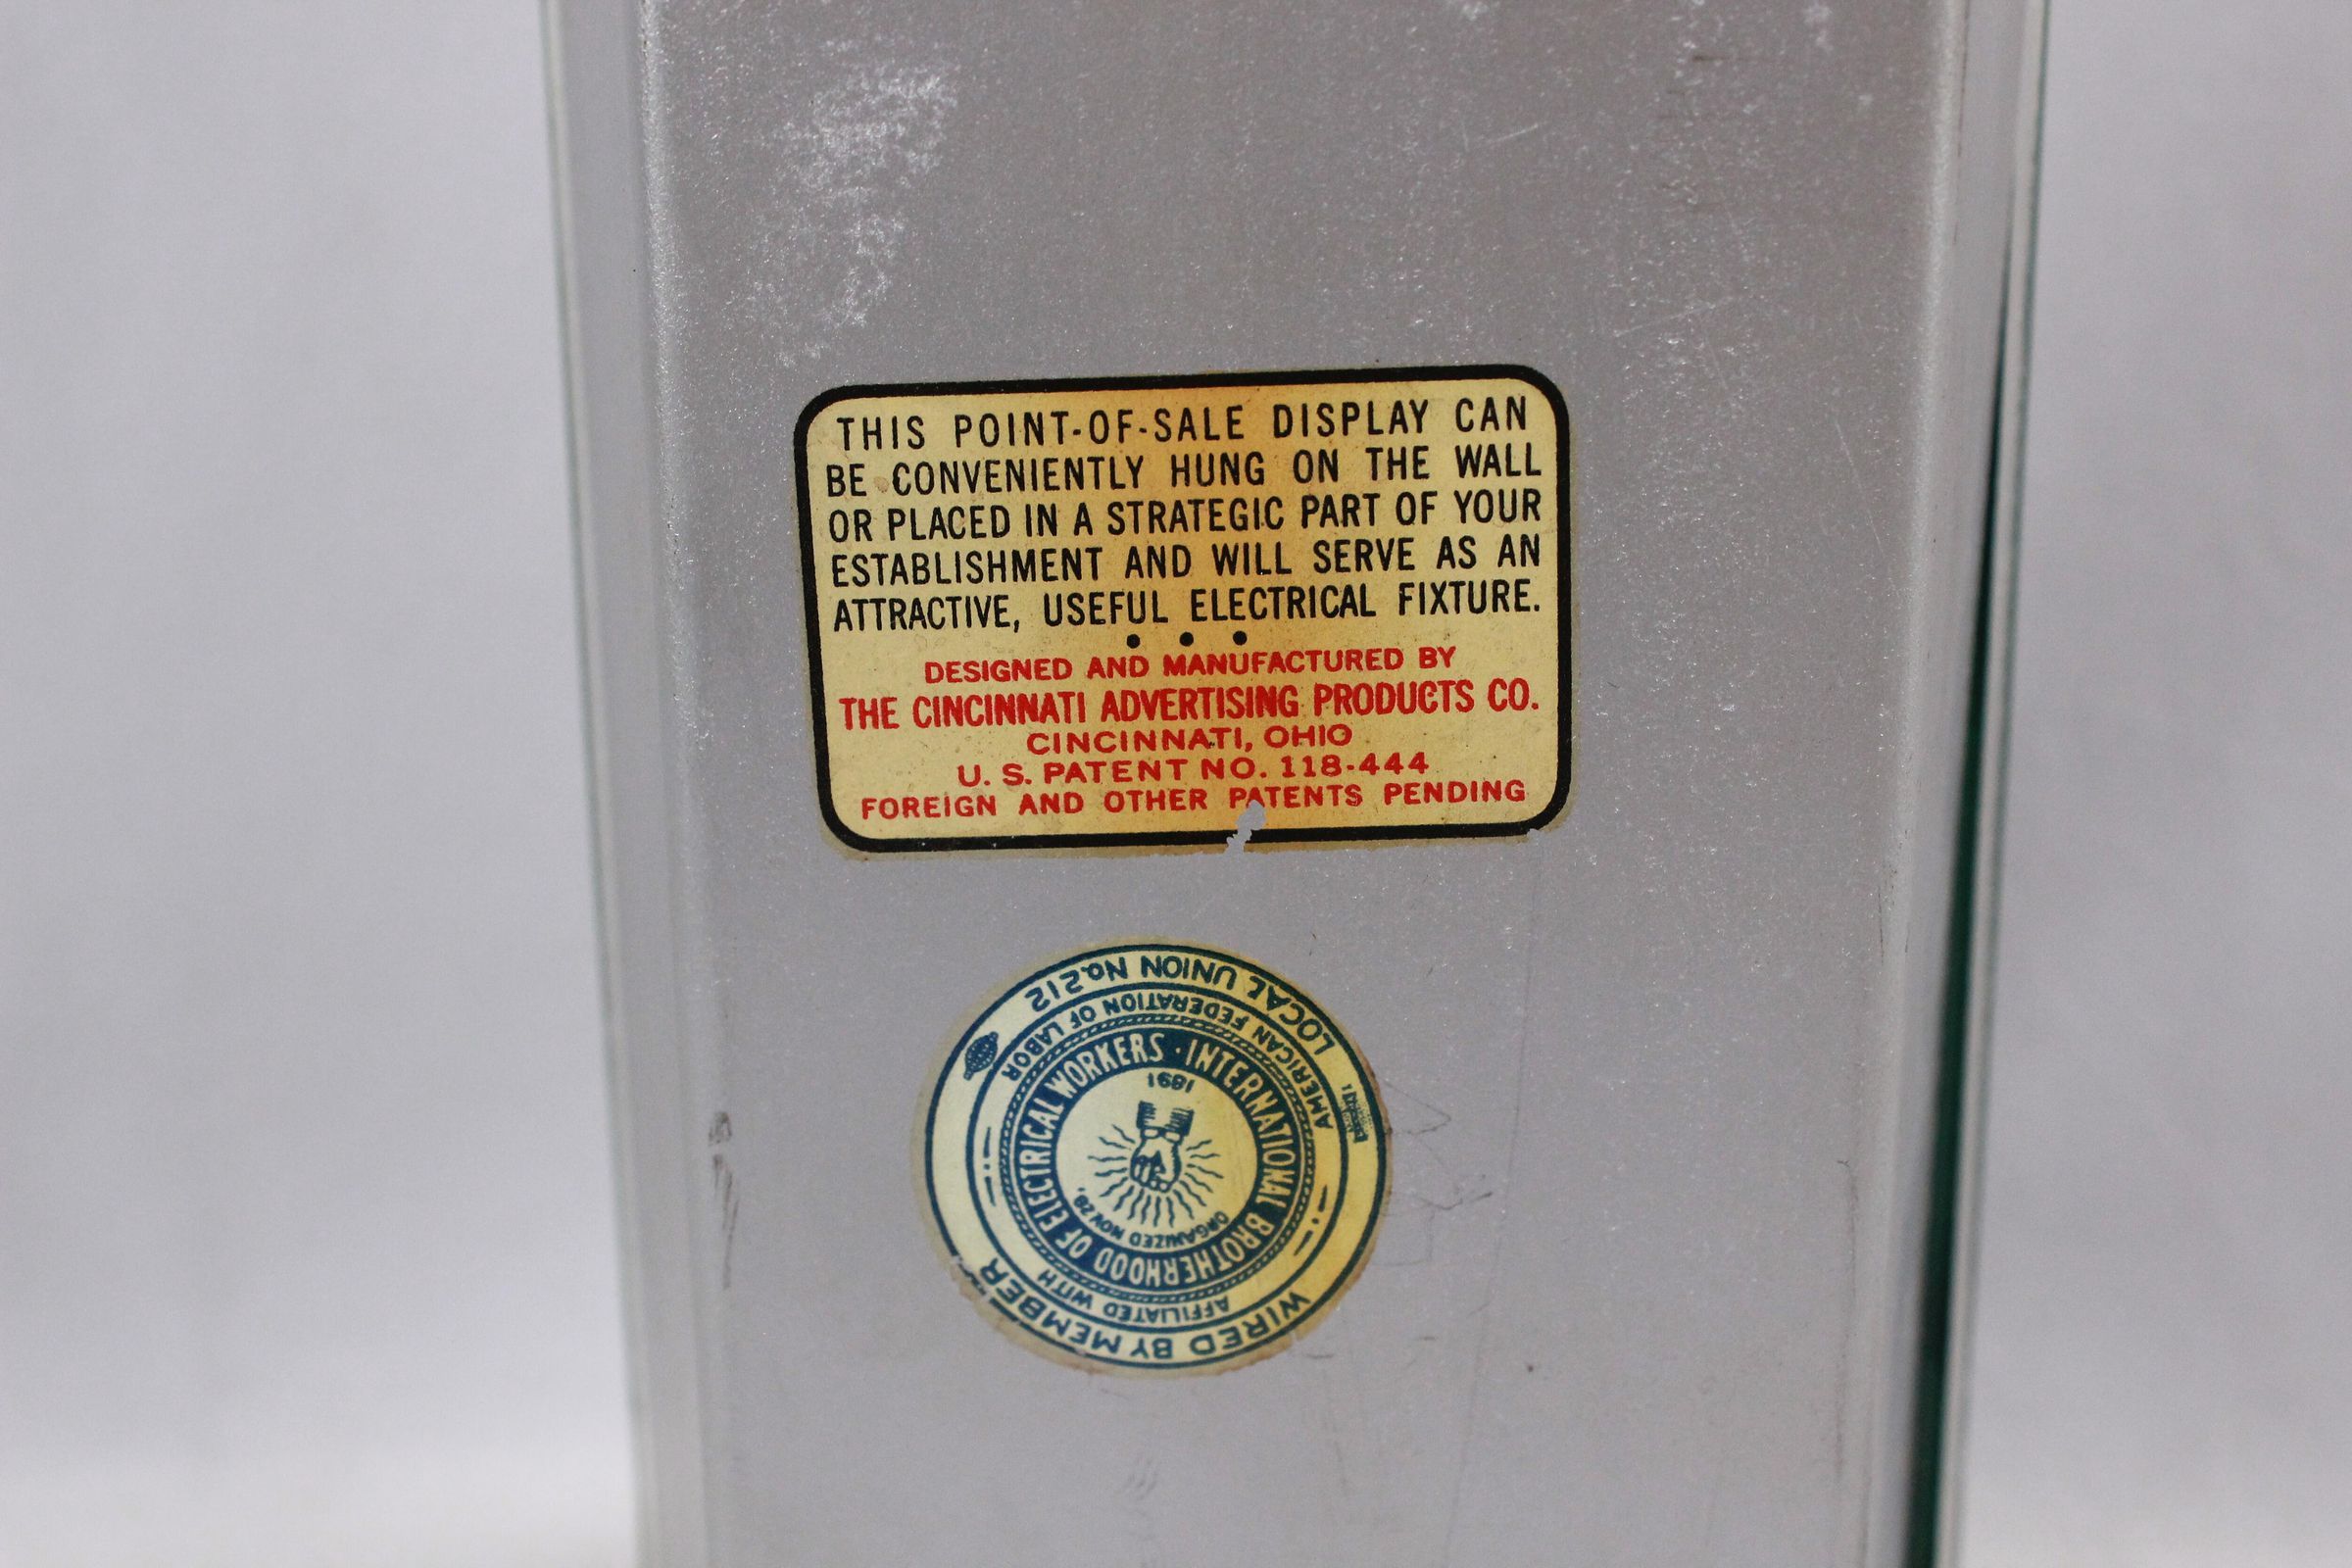 THIS POINT-OF-SALE DISPLAY CAN
BE CONVENIENTLY HUNG ON THE WALL
OR PLACED IN A STRATEGIC PART OF YOUR
ESTABLISHMENT AND WILL SERVE AS AN
ATTRACTIVE, USEFUL ELECTRICAL FIXTURE.
• • •
DESIGNED AND MANUFACTURED BY
THE CINCINNATI ADVERTISING PRODUCTS CO.
CINCINNATI, OHIO
U. S. PATENT NO. 118-444
FOREIGN AND OTHER PATENTS PENDING
WIRED BY MEMBER
LOCAL UNION No. 212
AFFILIATED WITH
AMERICAN FEDERATION OF LABOR
INTERNATIONAL BROTHERHOOD OF ELECTRICAL WORKERS ·
ORGANIZED NOV. 28
1891